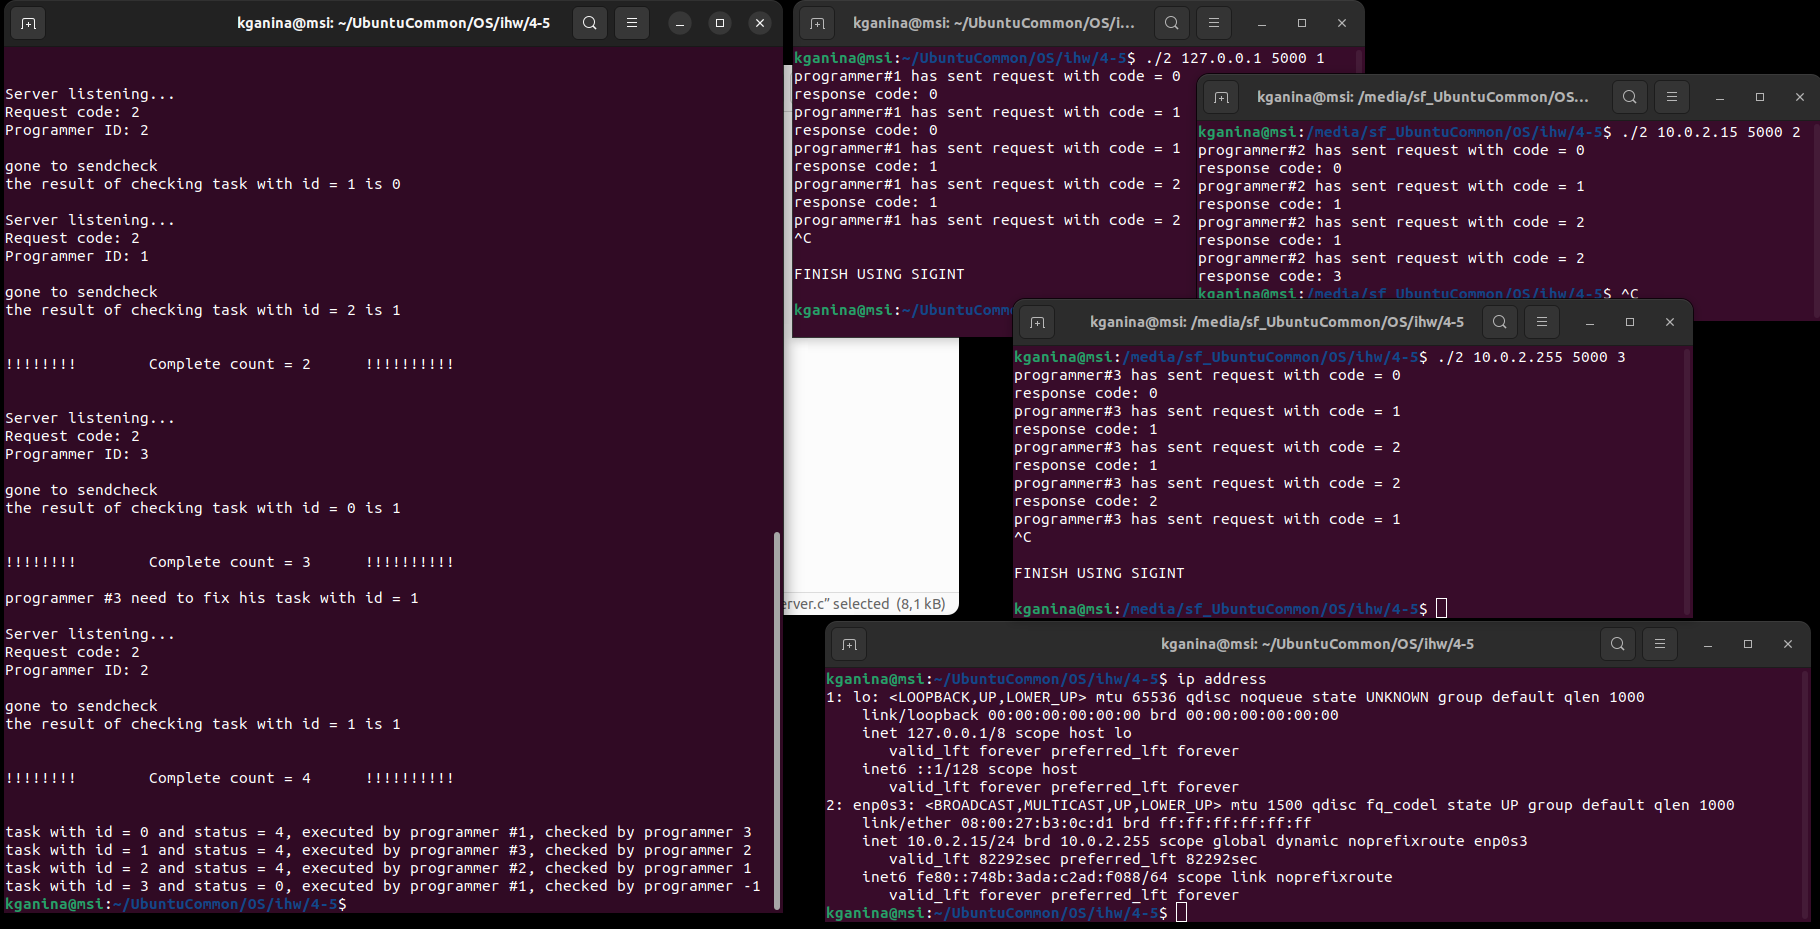 kganina@msi: ~/UbuntuCommon/OS/ihw/4-5
Server listening...
Request code: 2
Programmer ID: 2
gone to sendcheck
the result of checking task with id = 1 is 0
Server listening...
Request code: 2
Programmer ID: 1
gone to sendcheck
the result of checking task with id = 2 is 1
!!!!!!!!        Complete count = 2      !!!!!!!!!!
Server listening...
Request code: 2
Programmer ID: 3
gone to sendcheck
the result of checking task with id = 0 is 1
!!!!!!!!        Complete count = 3      !!!!!!!!!!
programmer #3 need to fix his task with id = 1
Server listening...
Request code: 2
Programmer ID: 2
gone to sendcheck
the result of checking task with id = 1 is 1
!!!!!!!!        Complete count = 4      !!!!!!!!!!
task with id = 0 and status = 4, executed by programmer #1, checked by programmer 3
task with id = 1 and status = 4, executed by programmer #3, checked by programmer 2
task with id = 2 and status = 4, executed by programmer #2, checked by programmer 1
task with id = 3 and status = 0, executed by programmer #1, checked by programmer -1
kganina@msi:~/UbuntuCommon/OS/ihw/4-5$
kganina@msi: ~/UbuntuCommon/OS/i...
kganina@msi:~/UbuntuCommon/OS/ihw/4-5$ ./2 127.0.0.1 5000 1
programmer#1 has sent request with code = 0
response code: 0
programmer#1 has sent request with code = 1
response code: 0
programmer#1 has sent request with code = 1
response code: 1
programmer#1 has sent request with code = 2
response code: 1
programmer#1 has sent request with code = 2
^C
FINISH USING SIGINT
kganina@msi:~/UbuntuCom
kganina@msi: /media/sf_UbuntuCommon/OS...
kganina@msi:/media/sf_UbuntuCommon/OS/ihw/4-5$ ./2 10.0.2.15 5000 2
programmer#2 has sent request with code = 0
response code: 0
programmer#2 has sent request with code = 1
response code: 1
programmer#2 has sent request with code = 2
response code: 1
programmer#2 has sent request with code = 2
response code: 3
kganina@msi:/media/sf_UbuntuCommon/OS/ihw/4-5$ ^C
kganina@msi: /media/sf_UbuntuCommon/OS/ihw/4-5
kganina@msi:/media/sf_UbuntuCommon/OS/ihw/4-5$ ./2 10.0.2.255 5000 3
programmer#3 has sent request with code = 0
response code: 0
programmer#3 has sent request with code = 1
response code: 1
programmer#3 has sent request with code = 2
response code: 1
programmer#3 has sent request with code = 2
response code: 2
programmer#3 has sent request with code = 1
^C
FINISH USING SIGINT
kganina@msi:/media/sf_UbuntuCommon/OS/ihw/4-5$
erver.c” selected (8,1 kB)
kganina@msi: ~/UbuntuCommon/OS/ihw/4-5
kganina@msi:~/UbuntuCommon/OS/ihw/4-5$ ip address
1: lo: <LOOPBACK,UP,LOWER_UP> mtu 65536 qdisc noqueue state UNKNOWN group default qlen 1000
    link/loopback 00:00:00:00:00:00 brd 00:00:00:00:00:00
    inet 127.0.0.1/8 scope host lo
       valid_lft forever preferred_lft forever
    inet6 ::1/128 scope host
       valid_lft forever preferred_lft forever
2: enp0s3: <BROADCAST,MULTICAST,UP,LOWER_UP> mtu 1500 qdisc fq_codel state UP group default qlen 1000
    link/ether 08:00:27:b3:0c:d1 brd ff:ff:ff:ff:ff:ff
    inet 10.0.2.15/24 brd 10.0.2.255 scope global dynamic noprefixroute enp0s3
       valid_lft 82292sec preferred_lft 82292sec
    inet6 fe80::748b:3ada:c2ad:f088/64 scope link noprefixroute
       valid_lft forever preferred_lft forever
kganina@msi:~/UbuntuCommon/OS/ihw/4-5$